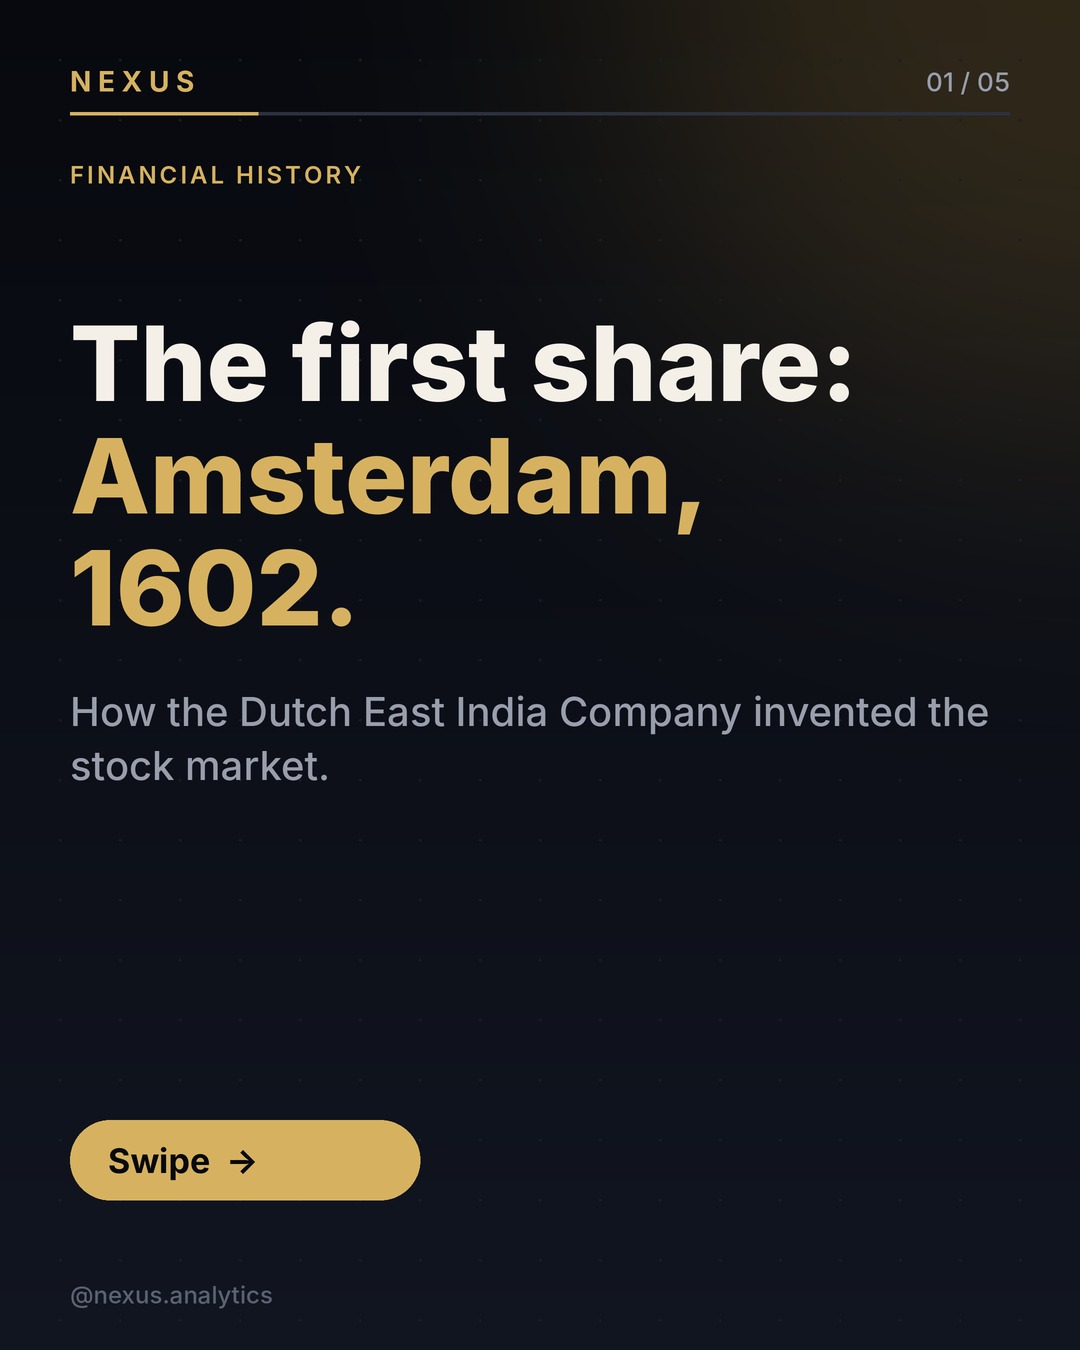 NEXUS
01 / 05
FINANCIAL HISTORY
The first share:
Amsterdam,
1602.
How the Dutch East India Company invented the
stock market.
Swipe →
@nexus.analytics